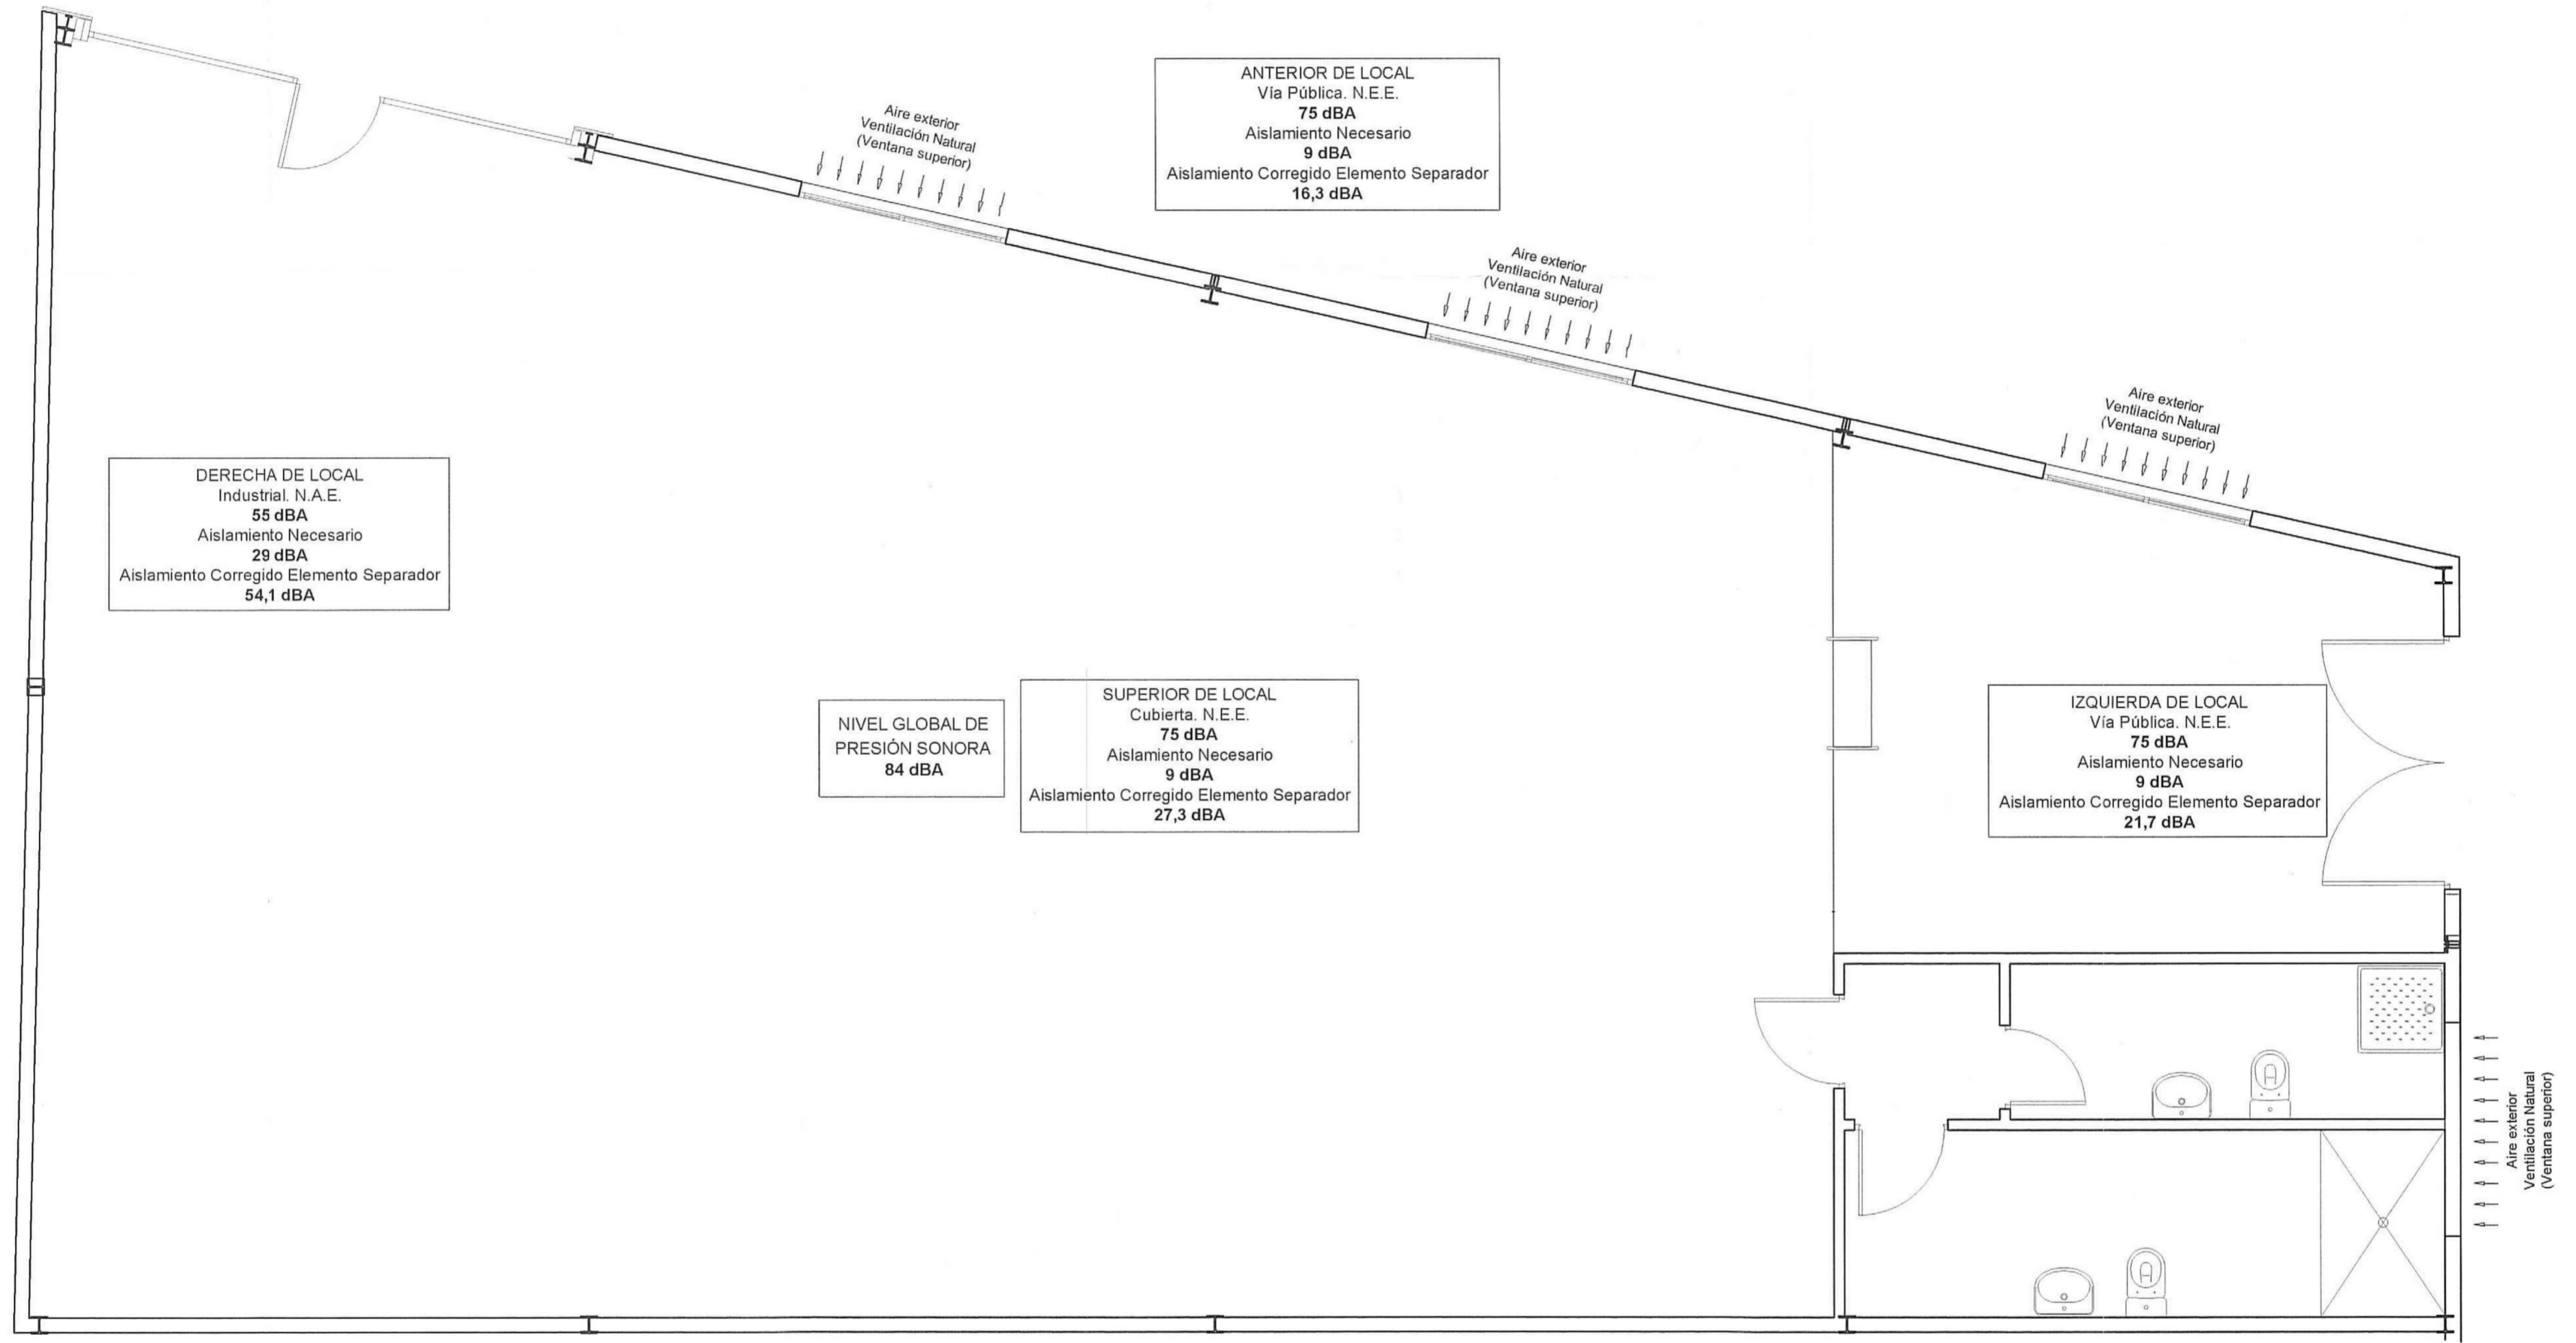 ANTERIOR DE LOCAL
Vía Pública. N.E.E.
75 dBA
Aislamiento Necesario
9 dBA
Aislamiento Corregido Elemento Separador
16,3 dBA
Aire exterior
Ventilación Natural
(Ventana superior)
Aire exterior
Ventilación Natural
(Ventana superior)
Aire exterior
Ventilación Natural
(Ventana superior)
DERECHA DE LOCAL
Industrial. N.A.E.
55 dBA
Aislamiento Necesario
29 dBA
Aislamiento Corregido Elemento Separador
54,1 dBA
NIVEL GLOBAL DE
PRESIÓN SONORA
84 dBA
SUPERIOR DE LOCAL
Cubierta. N.E.E.
75 dBA
Aislamiento Necesario
9 dBA
Aislamiento Corregido Elemento Separador
27,3 dBA
IZQUIERDA DE LOCAL
Vía Pública. N.E.E.
75 dBA
Aislamiento Necesario
9 dBA
Aislamiento Corregido Elemento Separador
21,7 dBA
Aire exterior
Ventilación Natural
(Ventana superior)